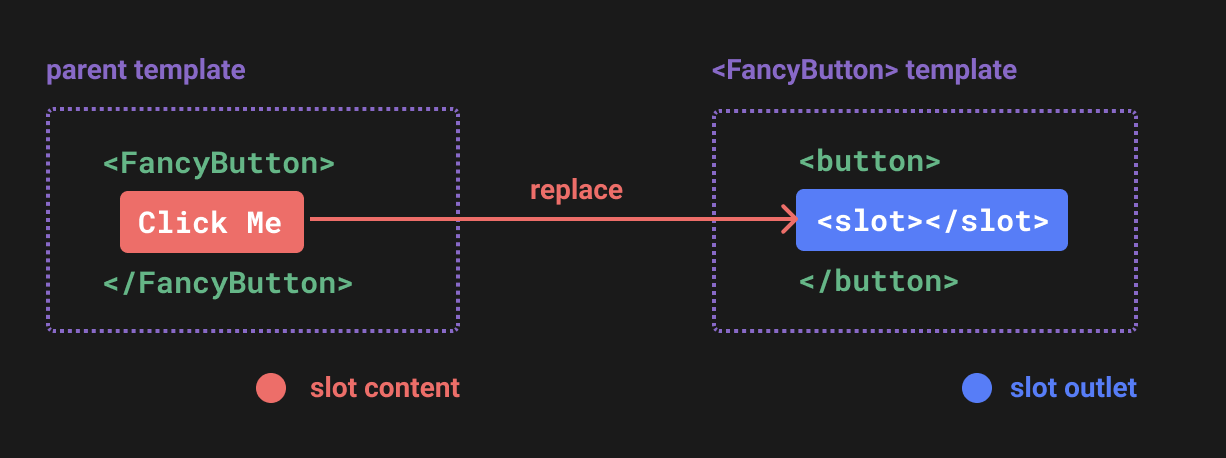 parent template
<FancyButton>
Click Me
</FancyButton>
replace
<FancyButton> template
<button>
<slot></slot>
</button>
slot content
slot outlet